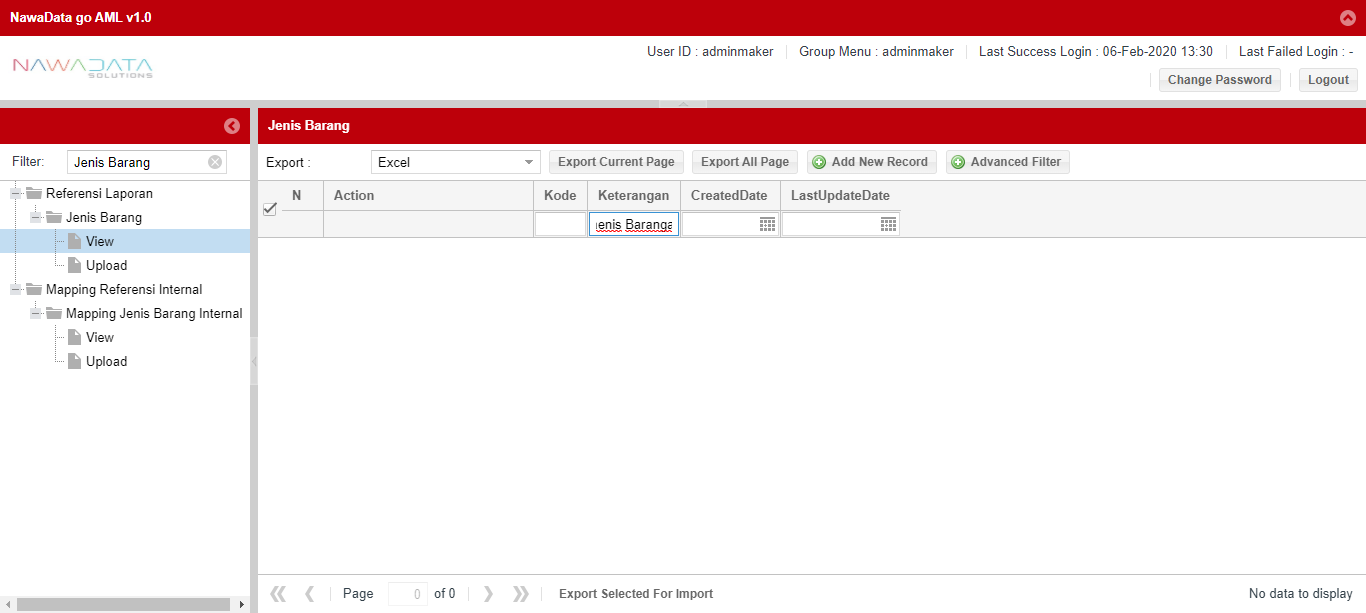 NawaData go AML v1.0
User ID : adminmaker Group Menu : adminmaker Last Success Login : 06-Feb-2020 13:30 Last Failed Login : -
NAWADATA
SOLUTIONS
Change Password Logout
Jenis Barang
Filter: Jenis Barang
Export : Excel Export Current Page Export All Page Add New Record Advanced Filter
Referensi Laporan
Jenis Barang
View
Upload
Mapping Referensi Internal
Mapping Jenis Barang Internal
View
Upload
N Action Kode Keterangan CreatedDate LastUpdateDate
enis Baranga
Page 0 of 0 Export Selected For Import No data to display